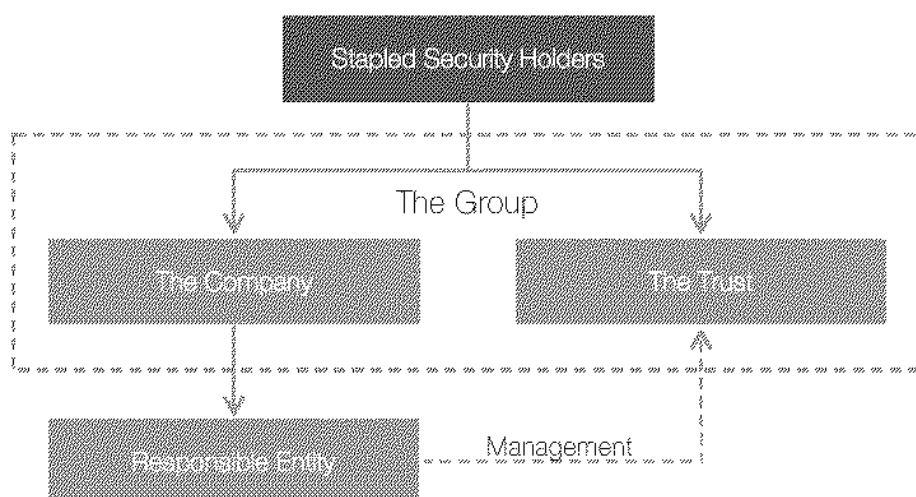 Stapled Security Holders
The Group
The Company
The Trust
Responsible Entity
Management